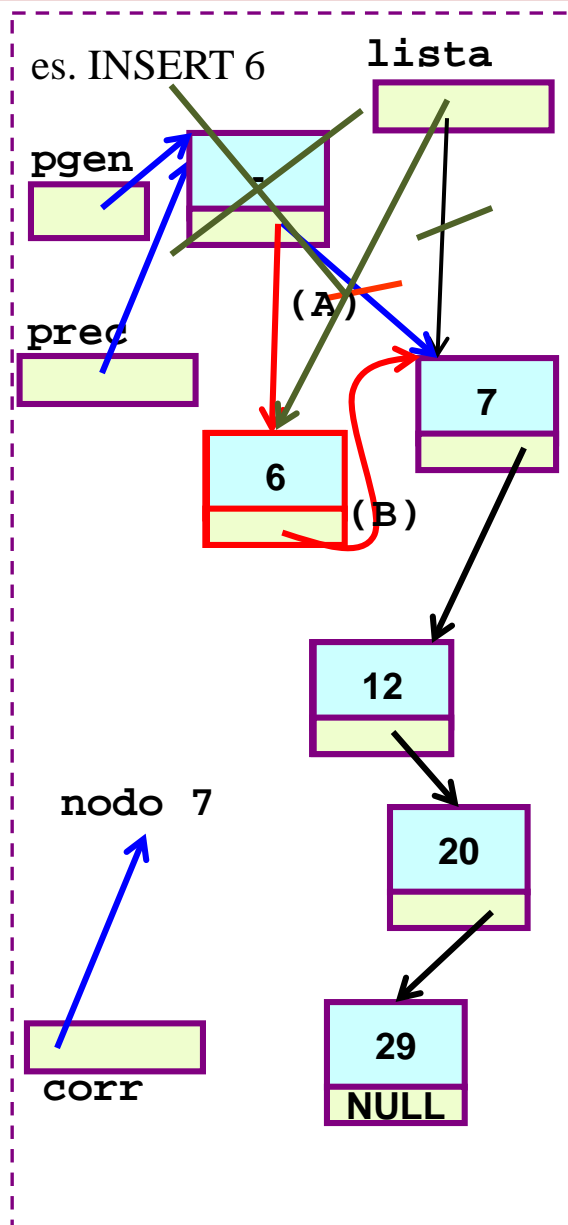 es. INSERT 6
lista
pgen
-
(A)
prec
7
6
(B)
12
nodo 7
20
29
NULL
corr